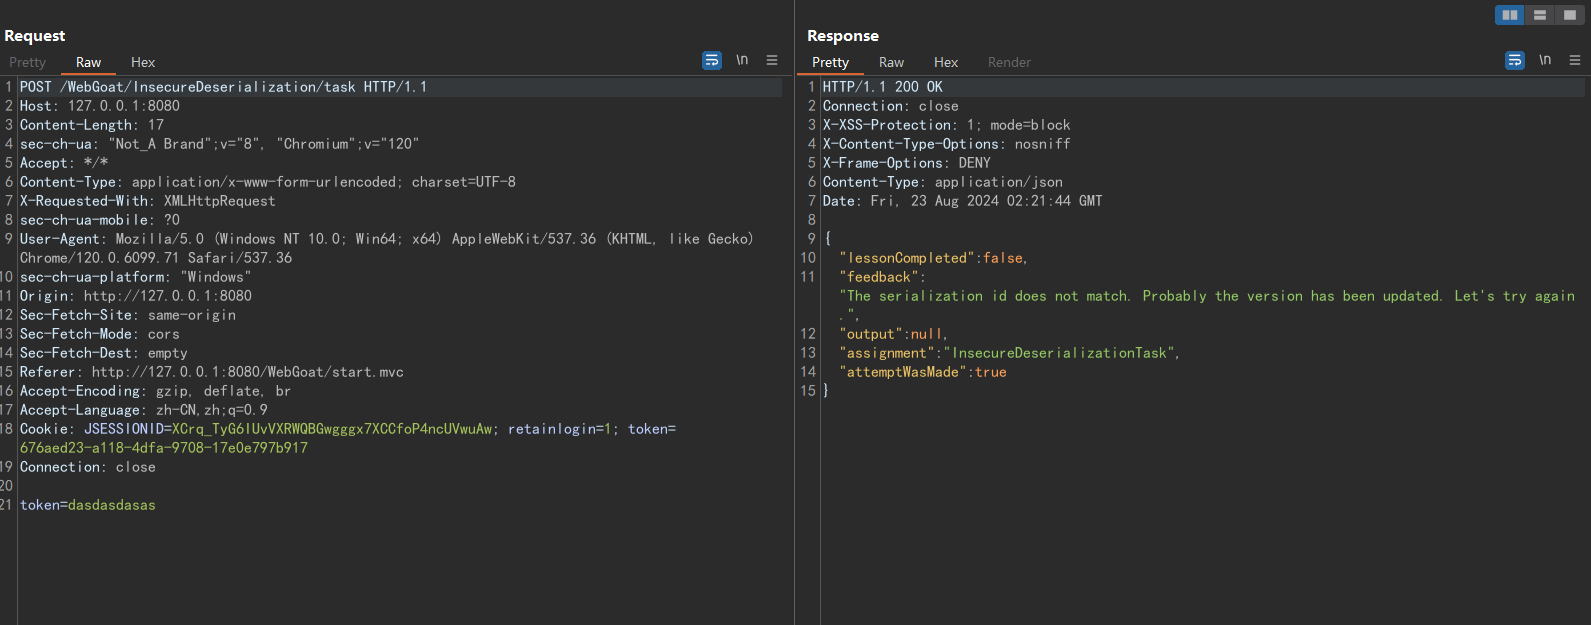 Request
Pretty Raw Hex \n
1 POST /WebGoat/InsecureDeserialization/task HTTP/1.1
2 Host: 127.0.0.1:8080
3 Content-Length: 17
4 sec-ch-ua: "Not_A Brand";v="8", "Chromium";v="120"
5 Accept: */*
6 Content-Type: application/x-www-form-urlencoded; charset=UTF-8
7 X-Requested-With: XMLHttpRequest
8 sec-ch-ua-mobile: ?0
9 User-Agent: Mozilla/5.0 (Windows NT 10.0; Win64; x64) AppleWebKit/537.36 (KHTML, like Gecko)
Chrome/120.0.6099.71 Safari/537.36
10 sec-ch-ua-platform: "Windows"
11 Origin: http://127.0.0.1:8080
12 Sec-Fetch-Site: same-origin
13 Sec-Fetch-Mode: cors
14 Sec-Fetch-Dest: empty
15 Referer: http://127.0.0.1:8080/WebGoat/start.mvc
16 Accept-Encoding: gzip, deflate, br
17 Accept-Language: zh-CN,zh;q=0.9
18 Cookie: JSESSIONID=XCrq_TyG6IUvVXRWQBGwgggx7XCCfoP4ncUVwuAw; retainlogin=1; token=
676aed23-a118-4dfa-9708-17e0e797b917
19 Connection: close
20
21 token=dasdasdasas
Response
Pretty Raw Hex Render \n
1 HTTP/1.1 200 OK
2 Connection: close
3 X-XSS-Protection: 1; mode=block
4 X-Content-Type-Options: nosniff
5 X-Frame-Options: DENY
6 Content-Type: application/json
7 Date: Fri, 23 Aug 2024 02:21:44 GMT
8
9 {
10 "lessonCompleted":false,
11 "feedback":
"The serialization id does not match. Probably the version has been updated. Let's try again
.",
12 "output":null,
13 "assignment":"InsecureDeserializationTask",
14 "attemptWasMade":true
15 }